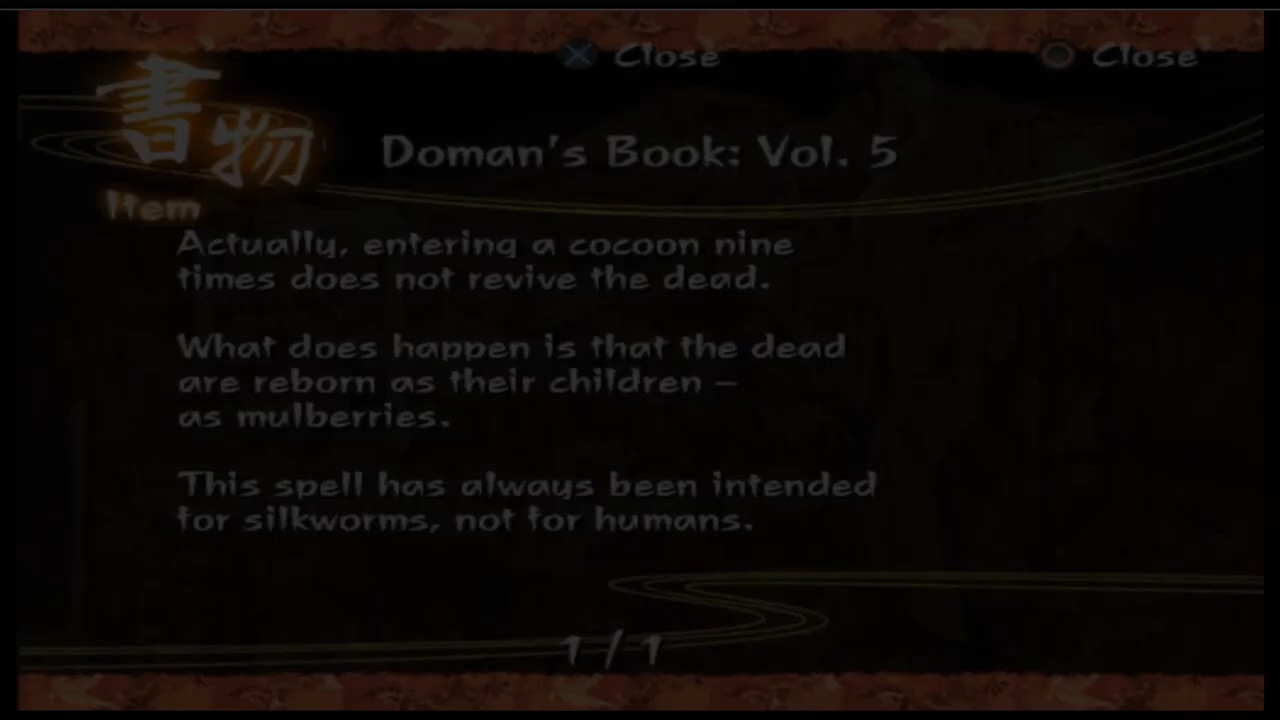 Close
Close
書物
Item
Doman's Book: Vol. 5
Actually, entering a cocoon nine
times does not revive the dead.
What does happen is that the dead
are reborn as their children –
as mulberries.
This spell has always been intended
for silkworms, not for humans.
1 / 1